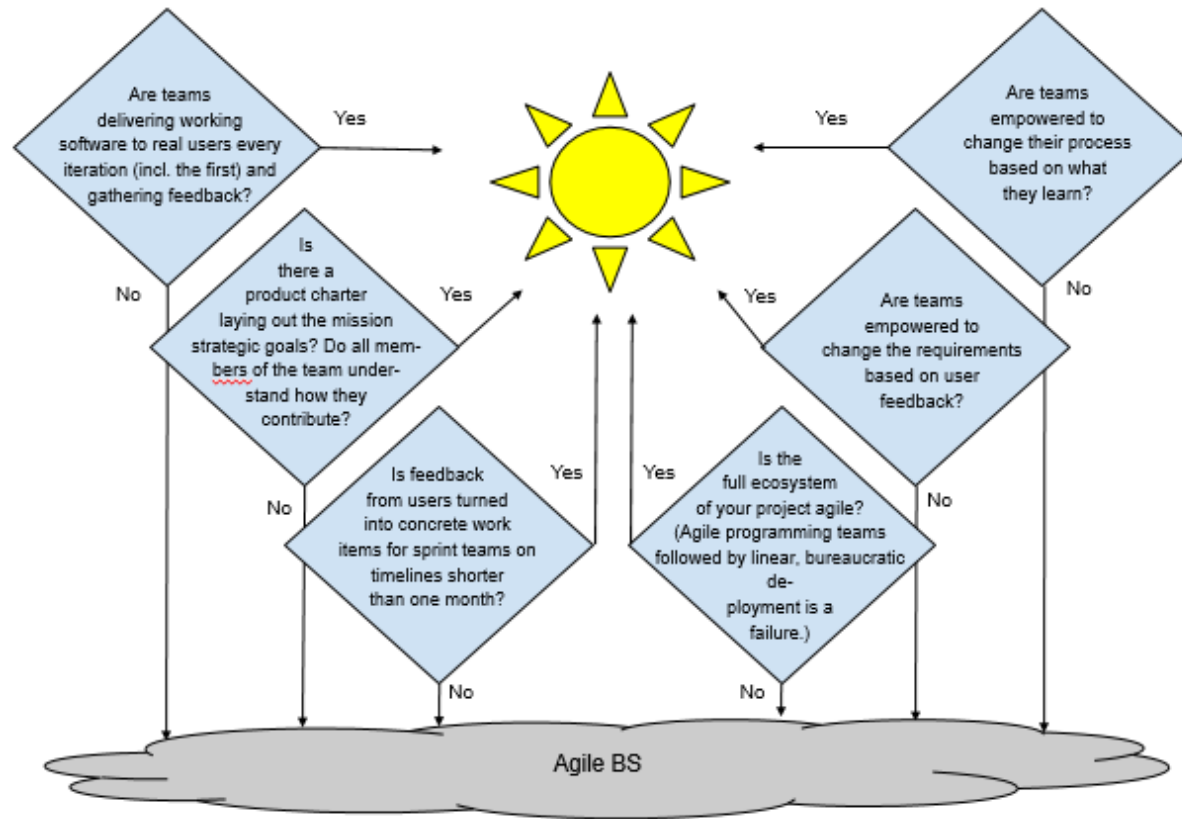 Are teams
delivering working
software to real users every
iteration (incl. the first) and
gathering feedback?
Yes
No
Is
there a
product charter
laying out the mission
strategic goals? Do all mem-
bers of the team under-
stand how they
contribute?
Yes
No
Is feedback
from users turned
into concrete work
items for sprint teams on
timelines shorter
than one month?
Yes
No
Are teams
empowered to
change their process
based on what
they learn?
Yes
No
Are teams
empowered to
change the requirements
based on user
feedback?
Yes
No
Is the
full ecosystem
of your project agile?
(Agile programming teams
followed by linear, bureaucratic
de-
ployment is a
failure.)
Yes
No
Agile BS